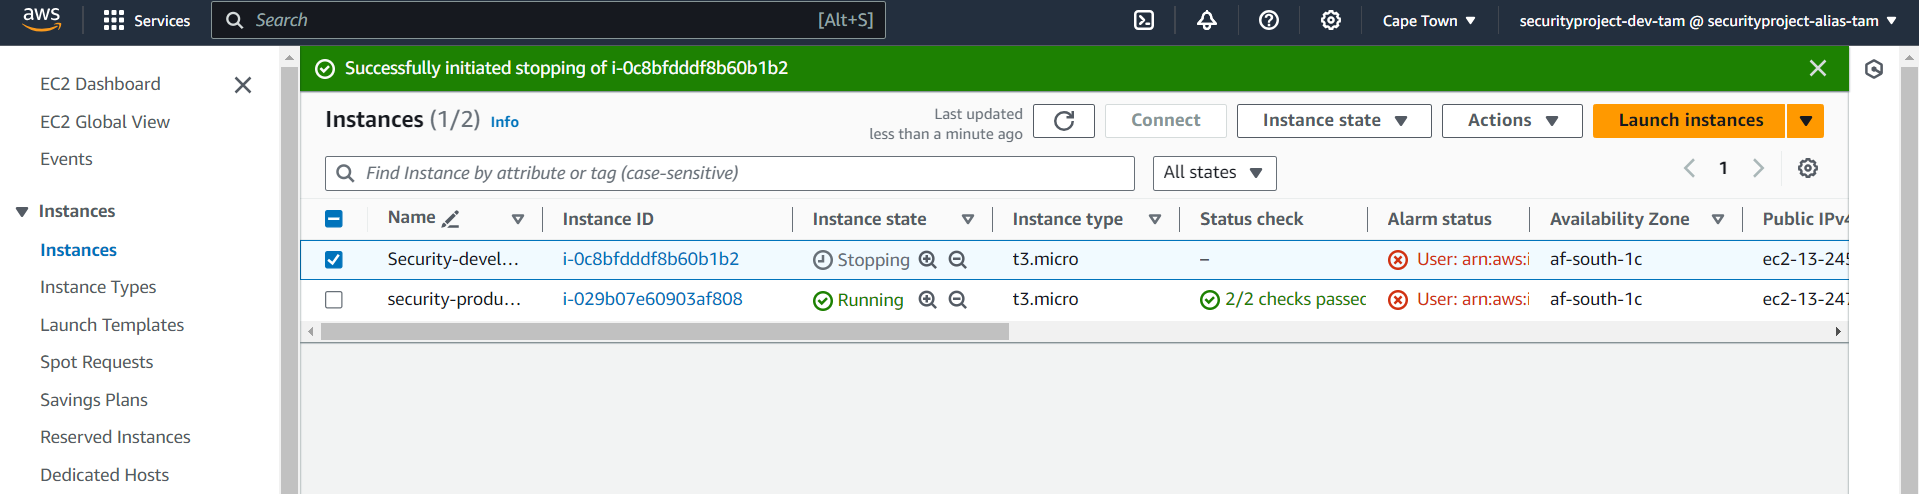 aws Services Search [Alt+S] Cape Town securityproject-dev-tam @ securityproject-alias-tam
EC2 Dashboard
EC2 Global View
Events
Instances
Instances
Instance Types
Launch Templates
Spot Requests
Savings Plans
Reserved Instances
Dedicated Hosts
Successfully initiated stopping of i-0c8bfdddf8b60b1b2
Instances (1/2) Info
Last updated
less than a minute ago
Connect Instance state Actions Launch instances
Find Instance by attribute or tag (case-sensitive) All states 1
Name Instance ID Instance state Instance type Status check Alarm status Availability Zone Public IPv4
Security-devel... i-0c8bfdddf8b60b1b2 Stopping t3.micro – User: arn:aws:i af-south-1c ec2-13-245
security-produ... i-029b07e60903af808 Running t3.micro 2/2 checks passed User: arn:aws:i af-south-1c ec2-13-247